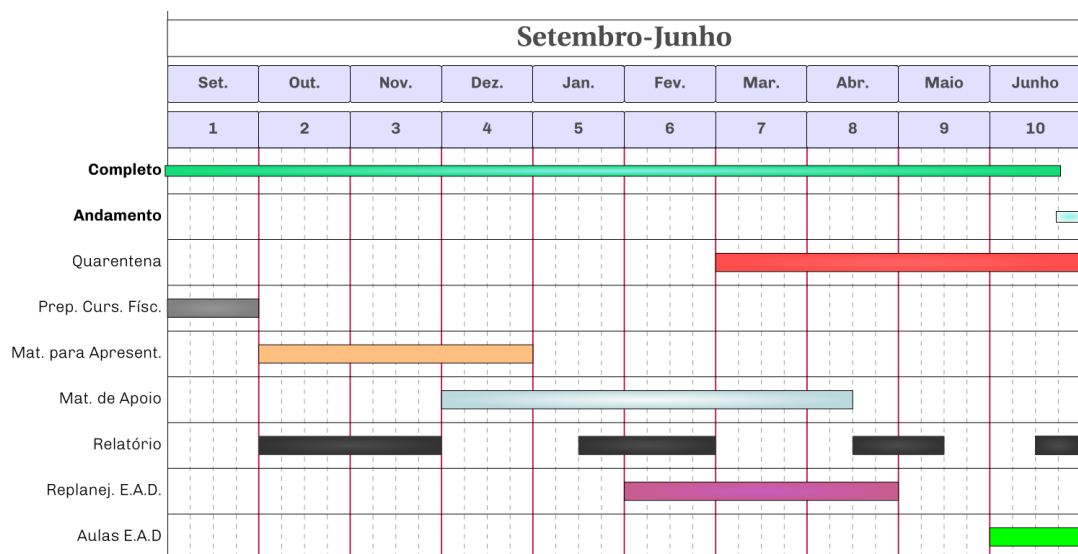 Setembro-Junho
Set. Out. Nov. Dez. Jan. Fev. Mar. Abr. Maio Junho
1 2 3 4 5 6 7 8 9 10
Completo
Andamento
Quarentena
Prep. Curs. Físc.
Mat. para Apresent.
Mat. de Apoio
Relatório
Replanej. E.A.D.
Aulas E.A.D